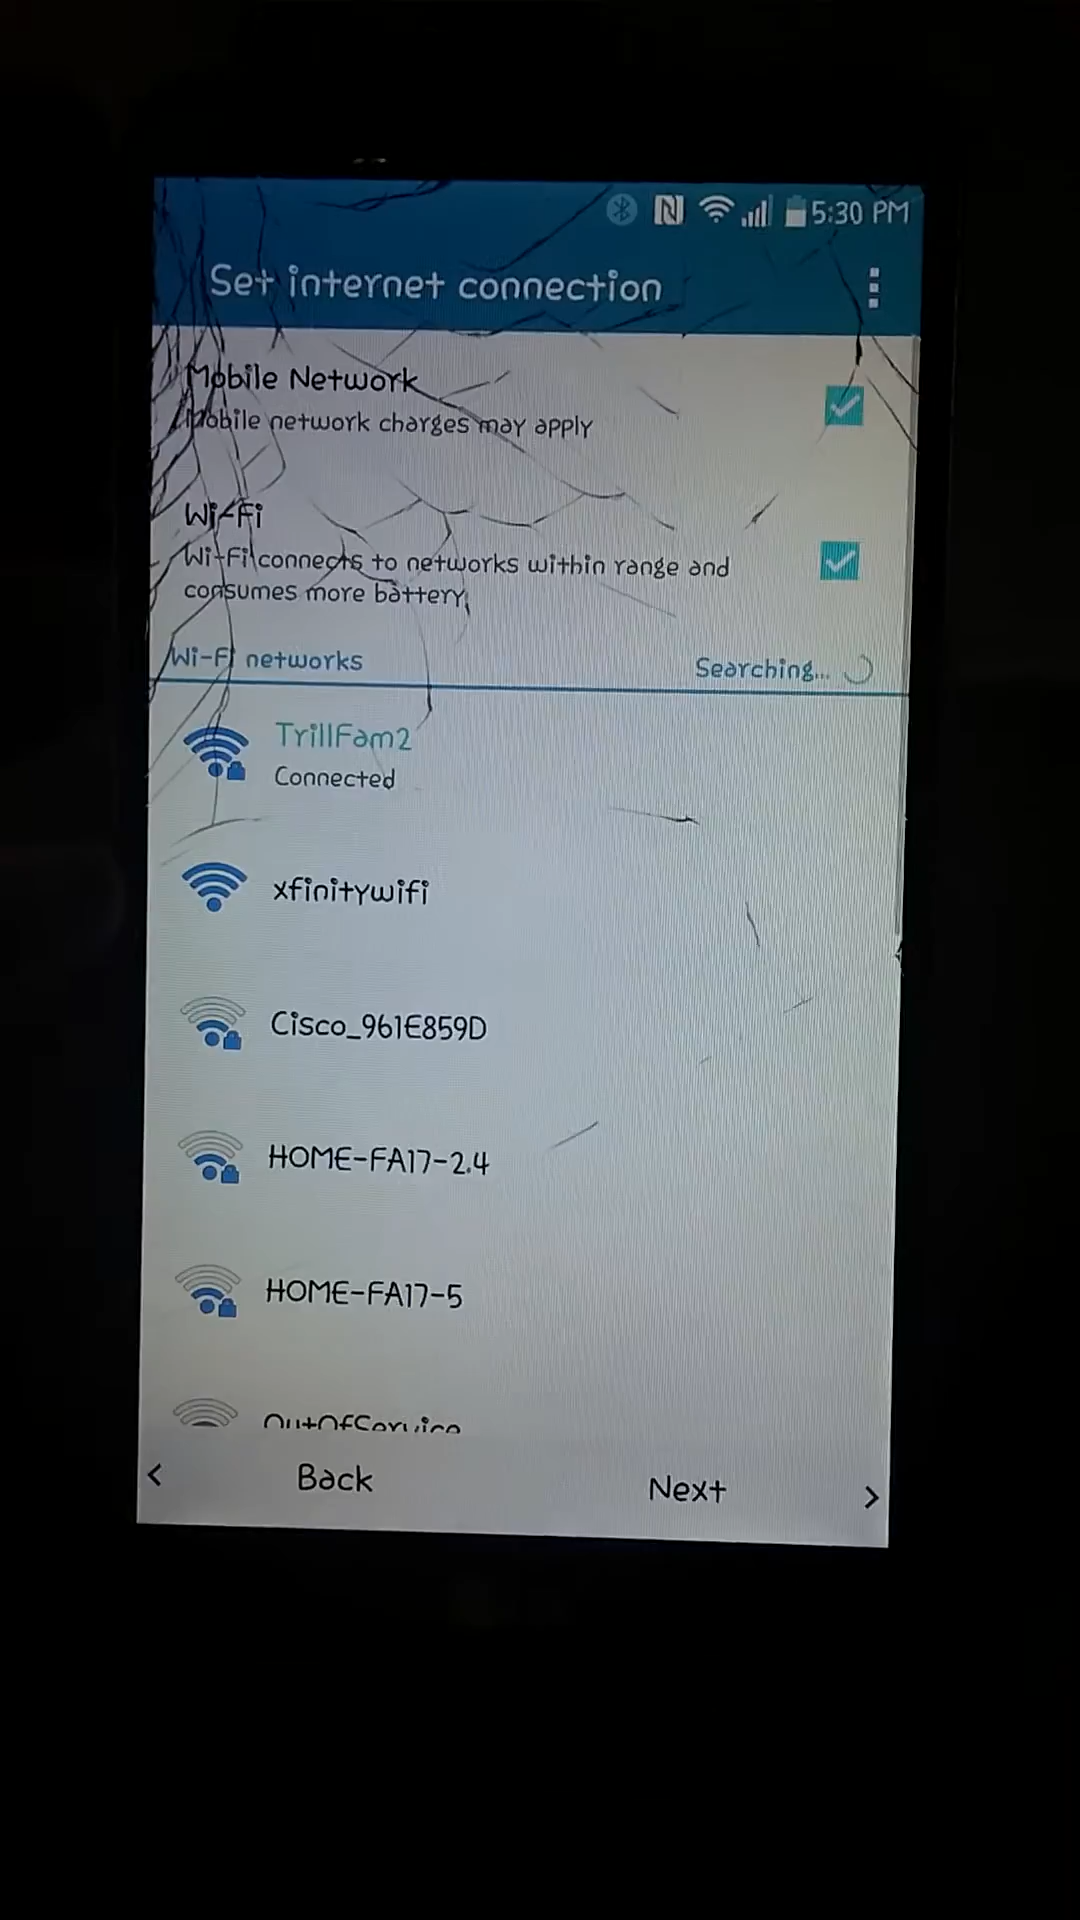 5:30 PM
Set internet connection
Mobile Network
Mobile network charges may apply
Wi-Fi
Wi-Fi connects to networks within range and
consumes more battery.
Wi-Fi networks
Searching...
TrillFam2
Connected
xfinitywifi
Cisco_961E859D
HOME-FA17-2.4
HOME-FA17-5
OutOfService
< Back
Next >